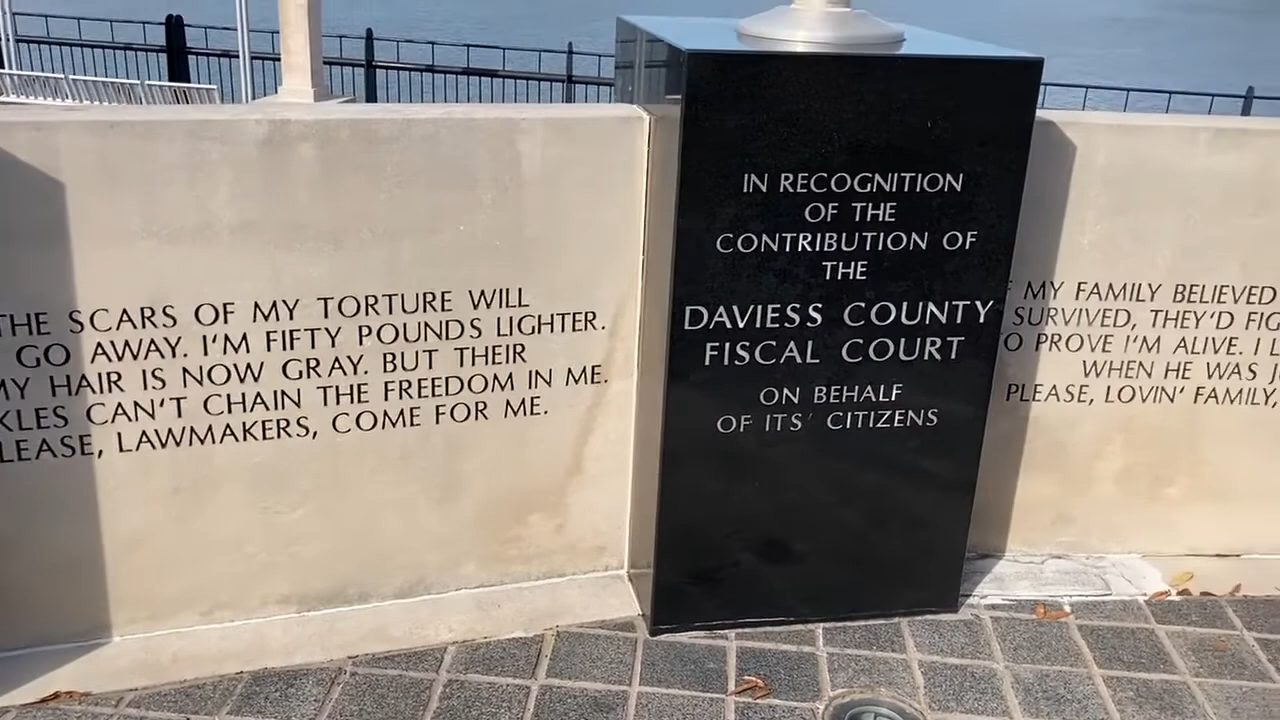 THE SCARS OF MY TORTURE WILL
GO AWAY. I'M FIFTY POUNDS LIGHTER.
MY HAIR IS NOW GRAY. BUT THEIR
KLES CAN'T CHAIN THE FREEDOM IN ME.
LEASE, LAWMAKERS, COME FOR ME.
IN RECOGNITION
OF THE
CONTRIBUTION OF
THE
DAVIESS COUNTY
FISCAL COURT
ON BEHALF
OF ITS' CITIZENS
MY FAMILY BELIEVED
SURVIVED, THEY'D FIG
O PROVE I'M ALIVE. I L
WHEN HE WAS J
PLEASE, LOVIN' FAMILY,